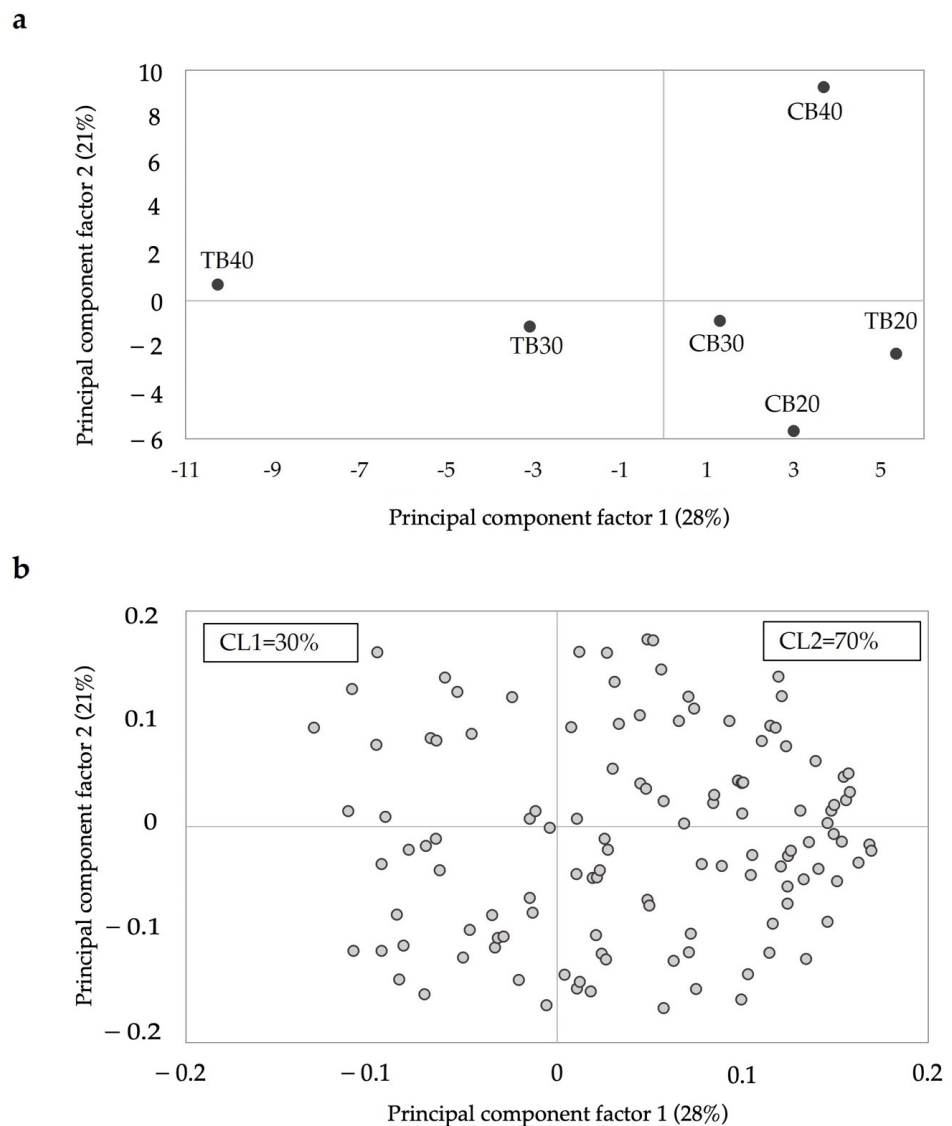 a
Principal component factor 2 (21%)
10
8
6
4
2
0
− 2
− 4
− 6
CB40
TB40
TB30
CB30
TB20
CB20
-11 -9 -7 -5 -3 -1 1 3 5
Principal component factor 1 (28%)
b
Principal component factor 2 (21%)
0.2
0.1
0
− 0.1
− 0.2
CL1=30%
CL2=70%
− 0.2 − 0.1 0 0.1 0.2
Principal component factor 1 (28%)